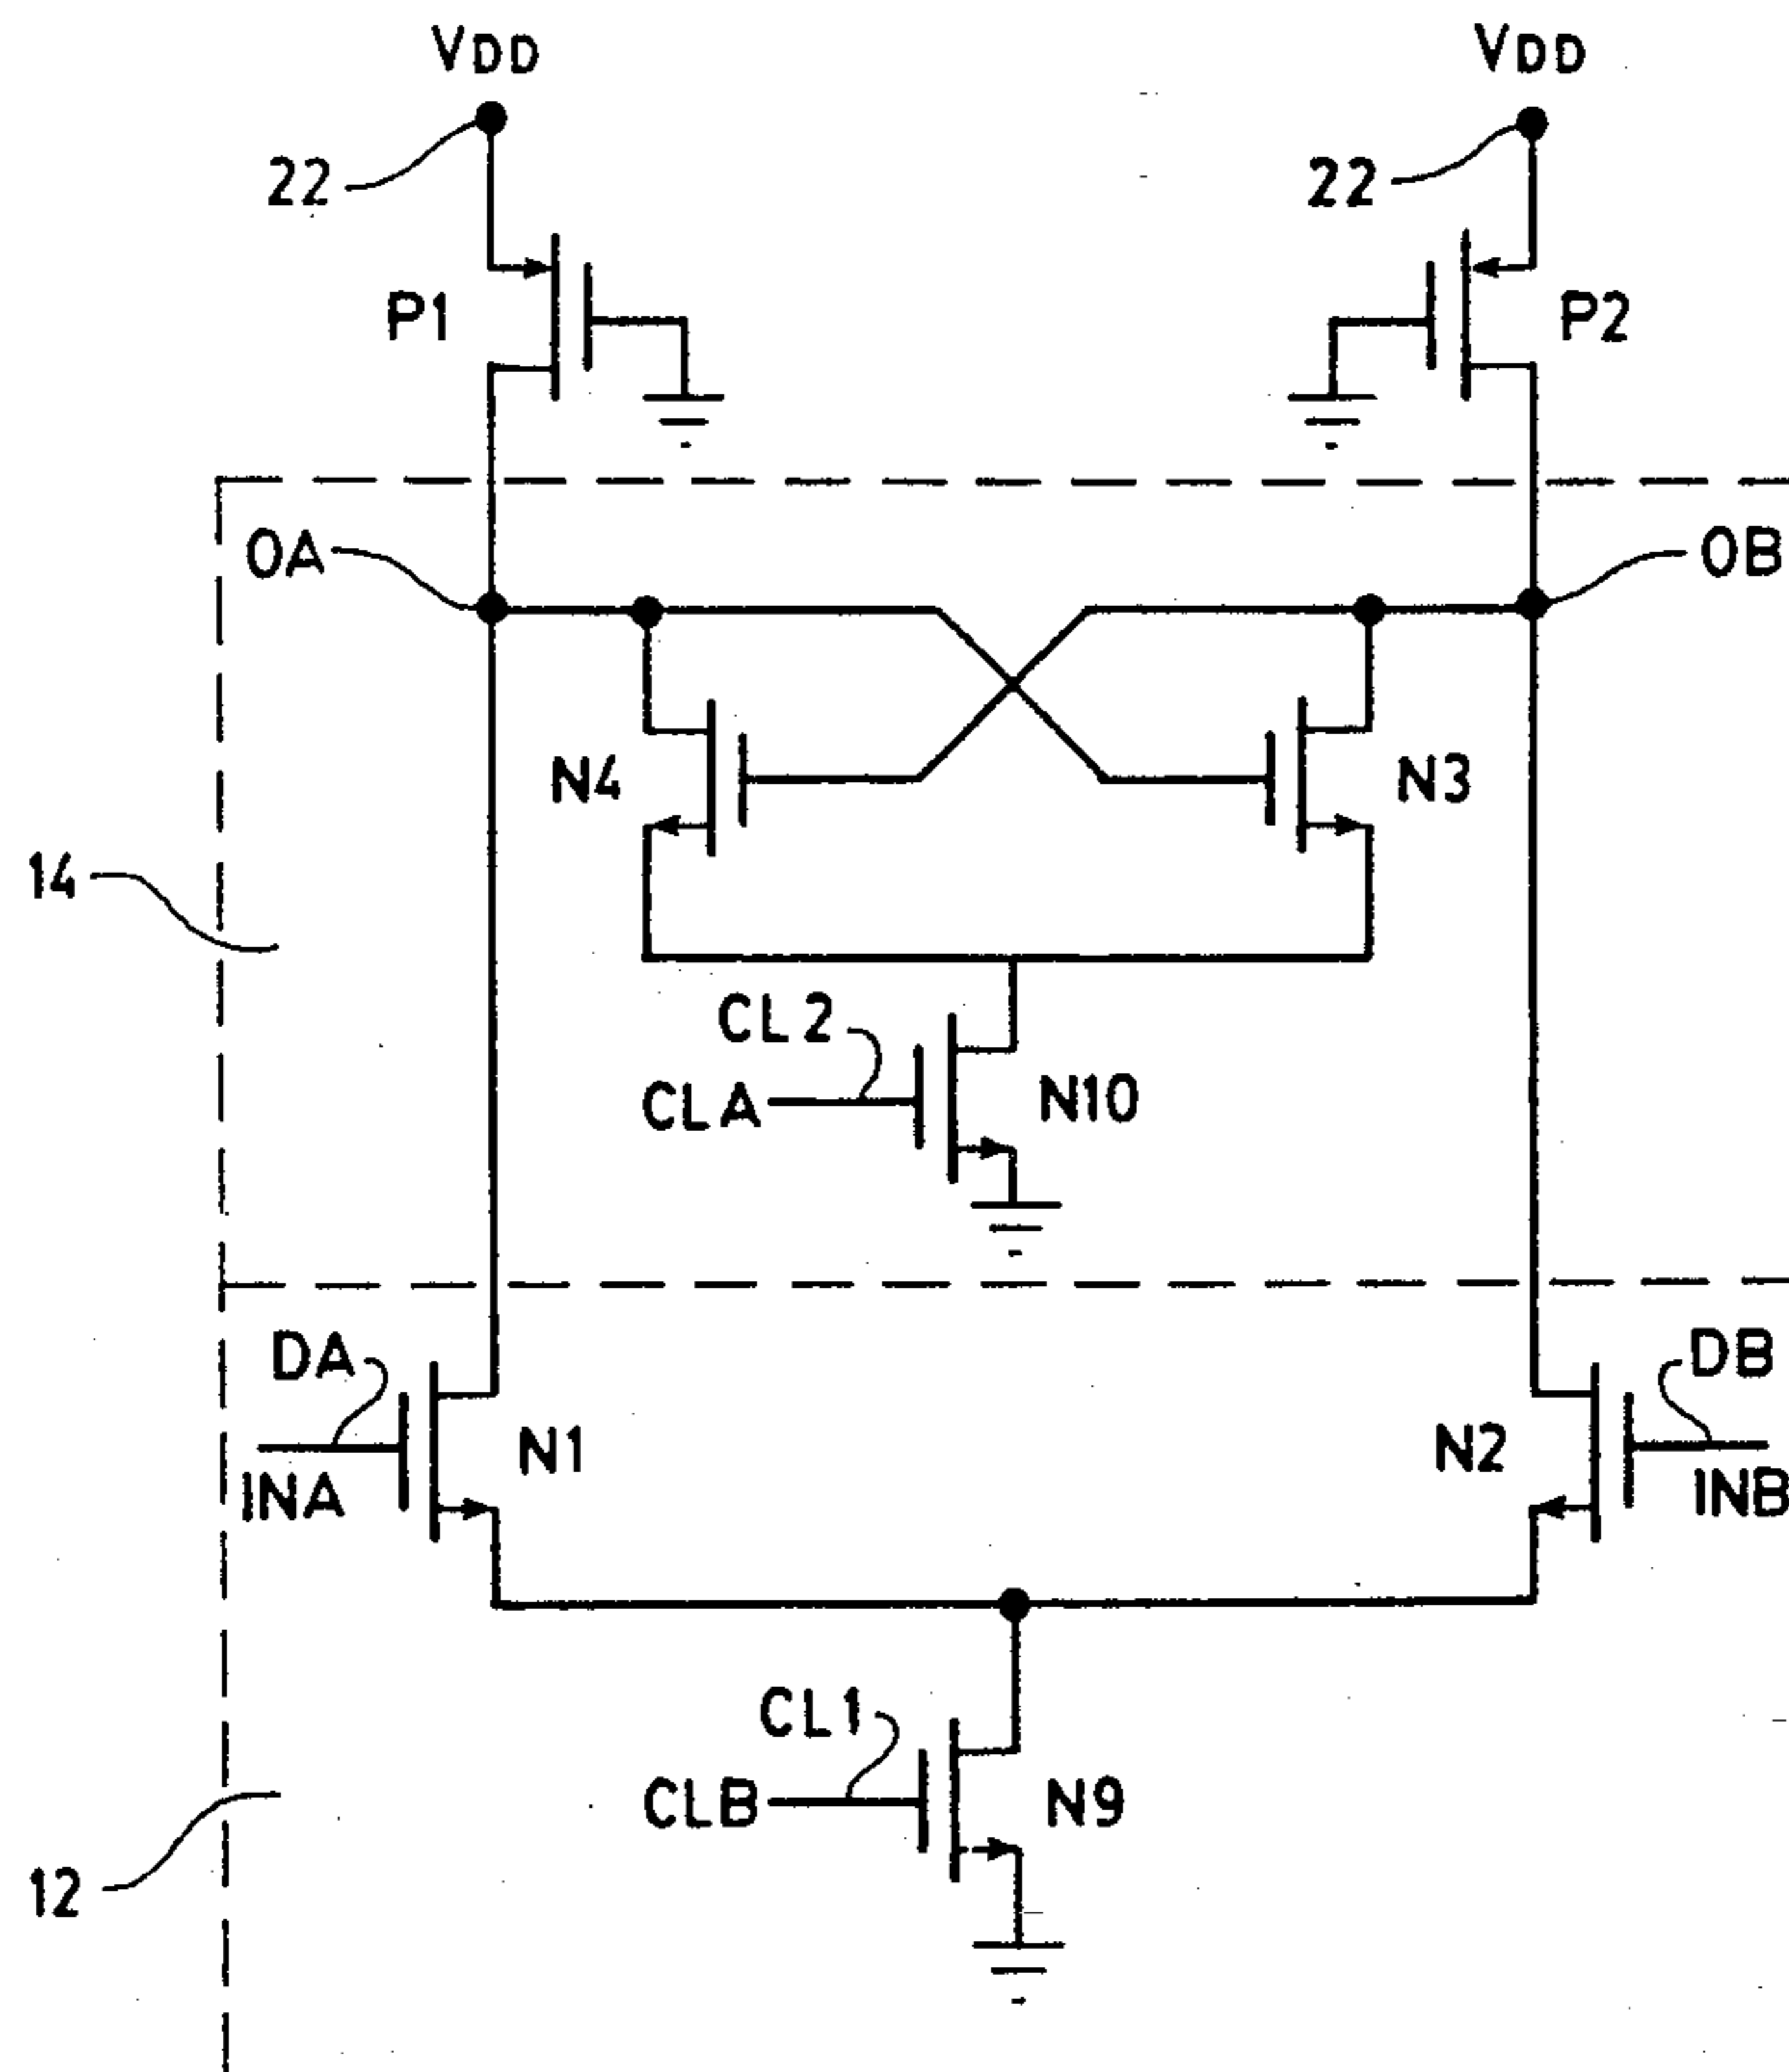 VDD VDD
22 22
P1 P2
OA OB
N4 N3
14
CL2
CLA N10
DA DB
N1 N2
INA INB
CL1
CLB N9
12